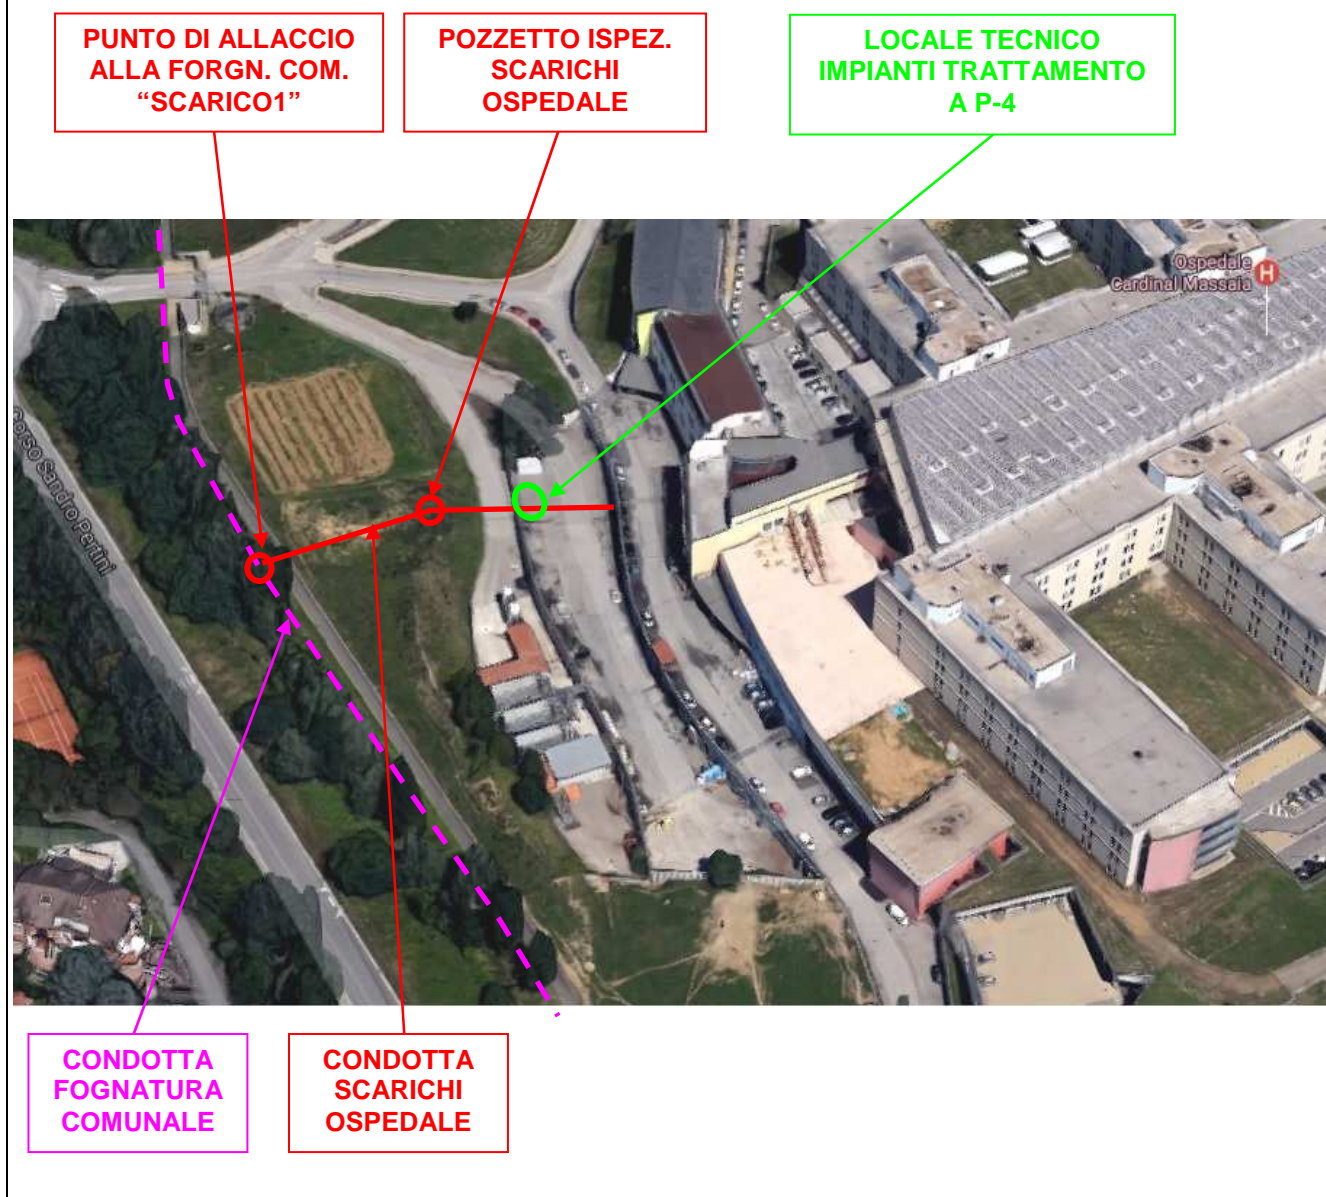 PUNTO DI ALLACCIO
ALLA FORGN. COM.
“SCARICO1”
POZZETTO ISPEZ.
SCARICHI
OSPEDALE
LOCALE TECNICO
IMPIANTI TRATTAMENTO
A P-4
Ospedale
Cardinal Massaia
H
Corso Sandro Pertini
CONDOTTA
FOGNATURA
COMUNALE
CONDOTTA
SCARICHI
OSPEDALE